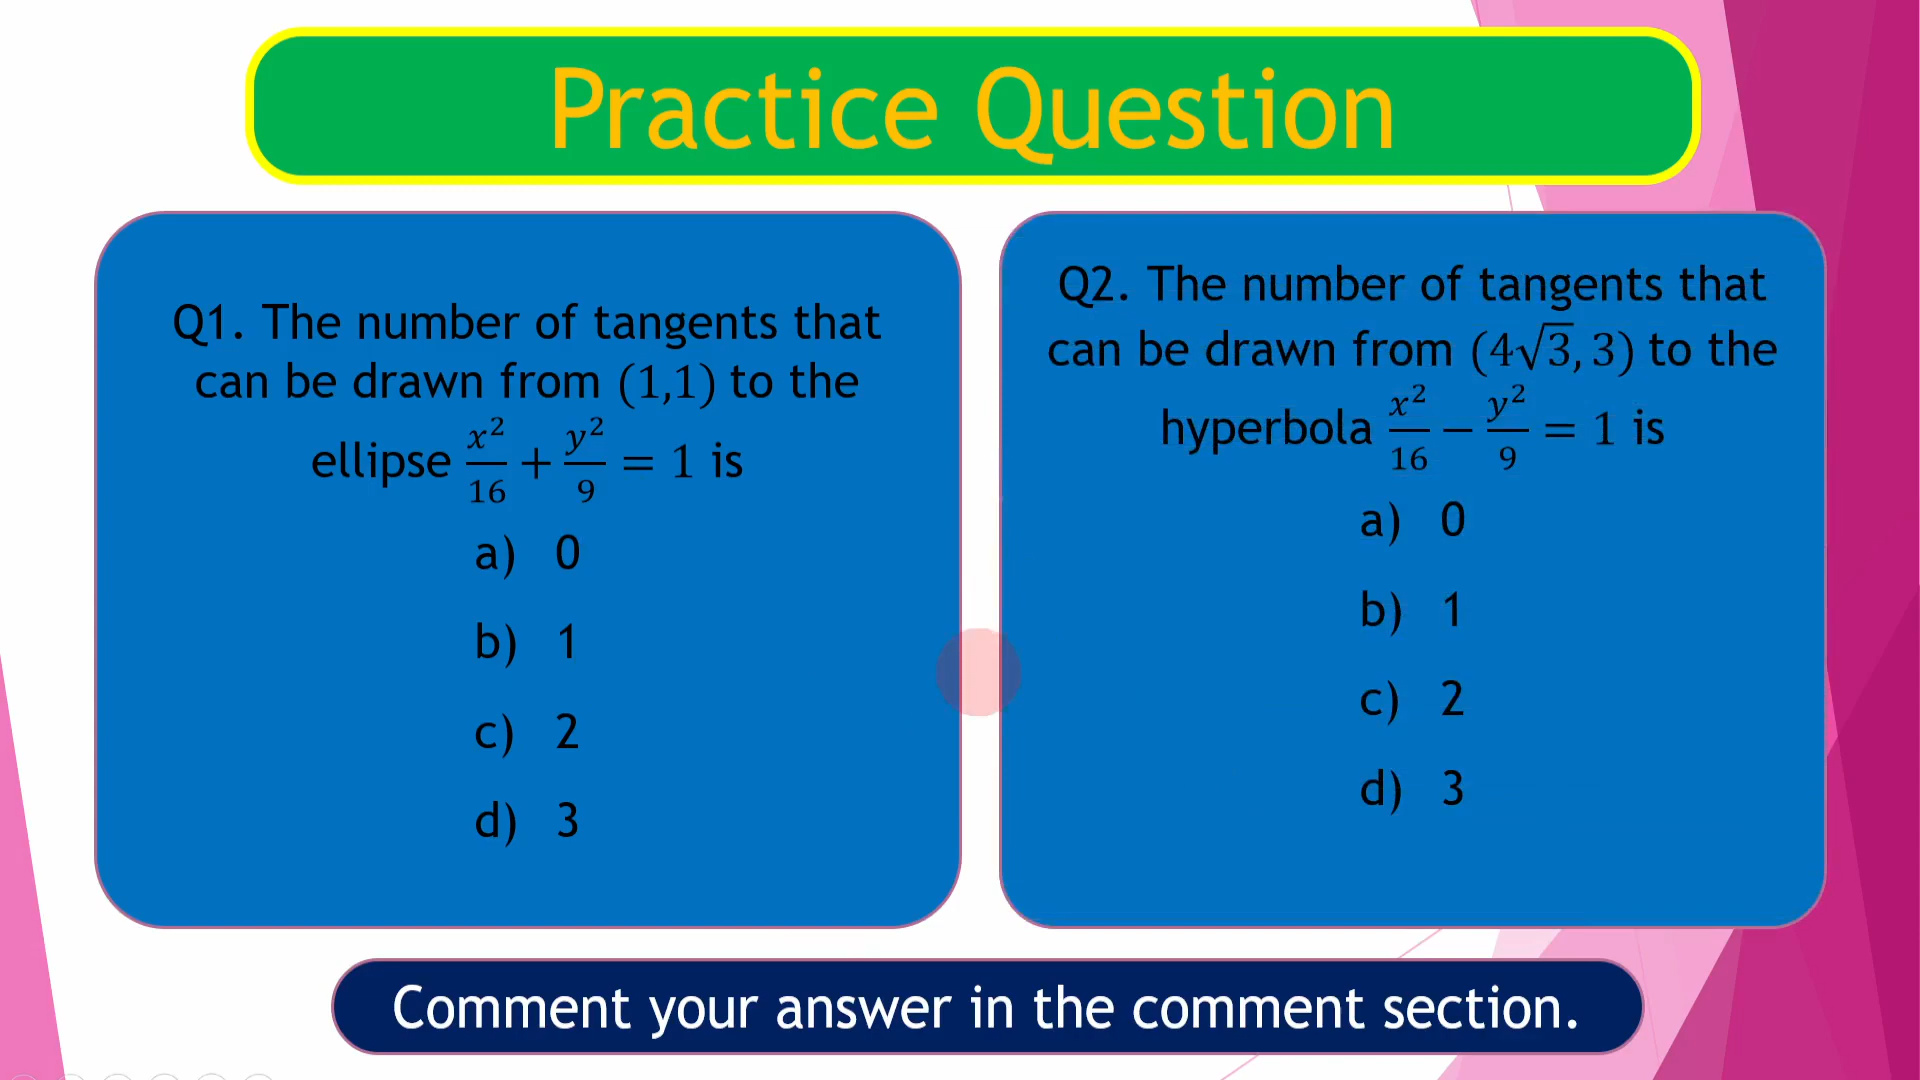 Practice Question
Q1. The number of tangents that
can be drawn from (1,1) to the
ellipse x²/16 + y²/9 = 1 is
a) 0
b) 1
c) 2
d) 3
Q2. The number of tangents that
can be drawn from (4√3, 3) to the
hyperbola x²/16 − y²/9 = 1 is
a) 0
b) 1
c) 2
d) 3
Comment your answer in the comment section.